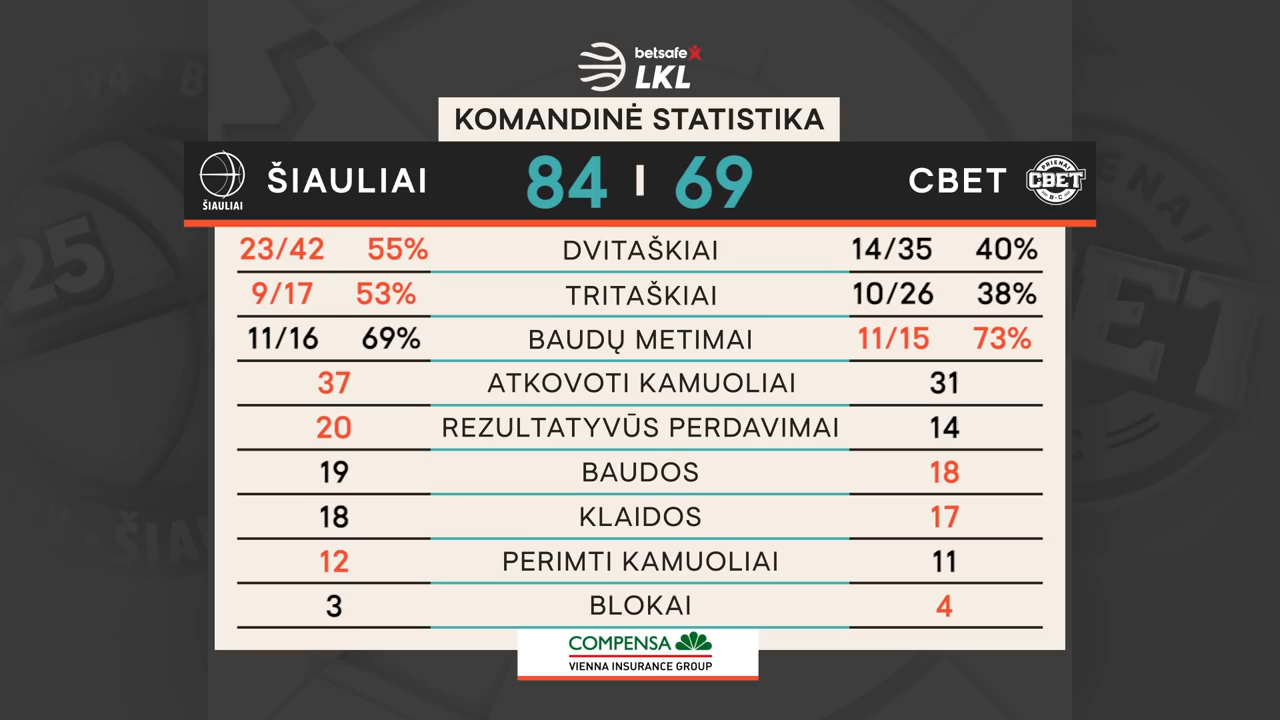 betsafe
LKL
KOMANDINĖ STATISTIKA
ŠIAULIAI
ŠIAULIAI 84 | 69 CBET
PRIENAI
CBET
B·C
23/42 55% DVITAŠKIAI 14/35 40%
9/17 53% TRITAŠKIAI 10/26 38%
11/16 69% BAUDŲ METIMAI 11/15 73%
37 ATKOVOTI KAMUOLIAI 31
20 REZULTATYVŪS PERDAVIMAI 14
19 BAUDOS 18
18 KLAIDOS 17
12 PERIMTI KAMUOLIAI 11
3 BLOKAI 4
COMPENSA
VIENNA INSURANCE GROUP